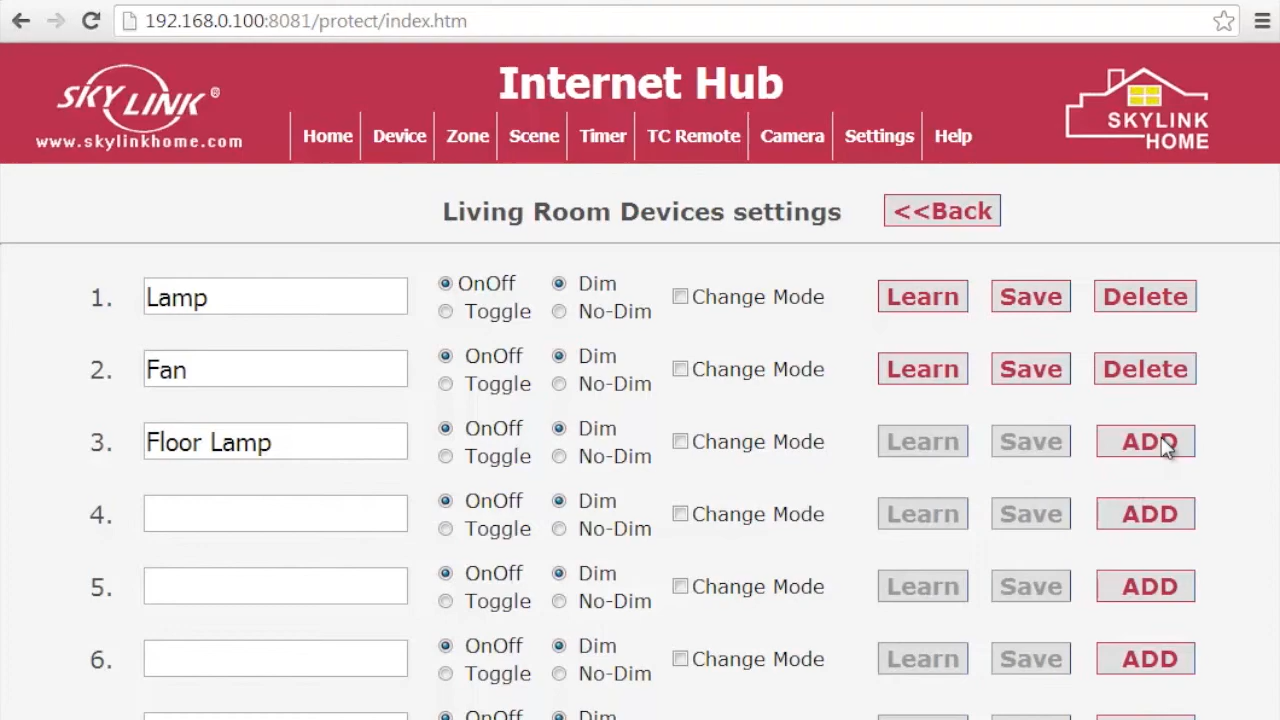 192.168.0.100:8081/protect/index.htm
SKYLINK®
www.skylinkhome.com
Internet Hub
Home Device Zone Scene Timer TC Remote Camera Settings Help
SKYLINK
HOME
Living Room Devices settings <<Back
1. Lamp OnOff Dim Change Mode Learn Save Delete
Toggle No-Dim
2. Fan OnOff Dim Change Mode Learn Save Delete
Toggle No-Dim
3. Floor Lamp OnOff Dim Change Mode Learn Save ADD
Toggle No-Dim
4. OnOff Dim Change Mode Learn Save ADD
Toggle No-Dim
5. OnOff Dim Change Mode Learn Save ADD
Toggle No-Dim
6. OnOff Dim Change Mode Learn Save ADD
Toggle No-Dim
OnOff Dim